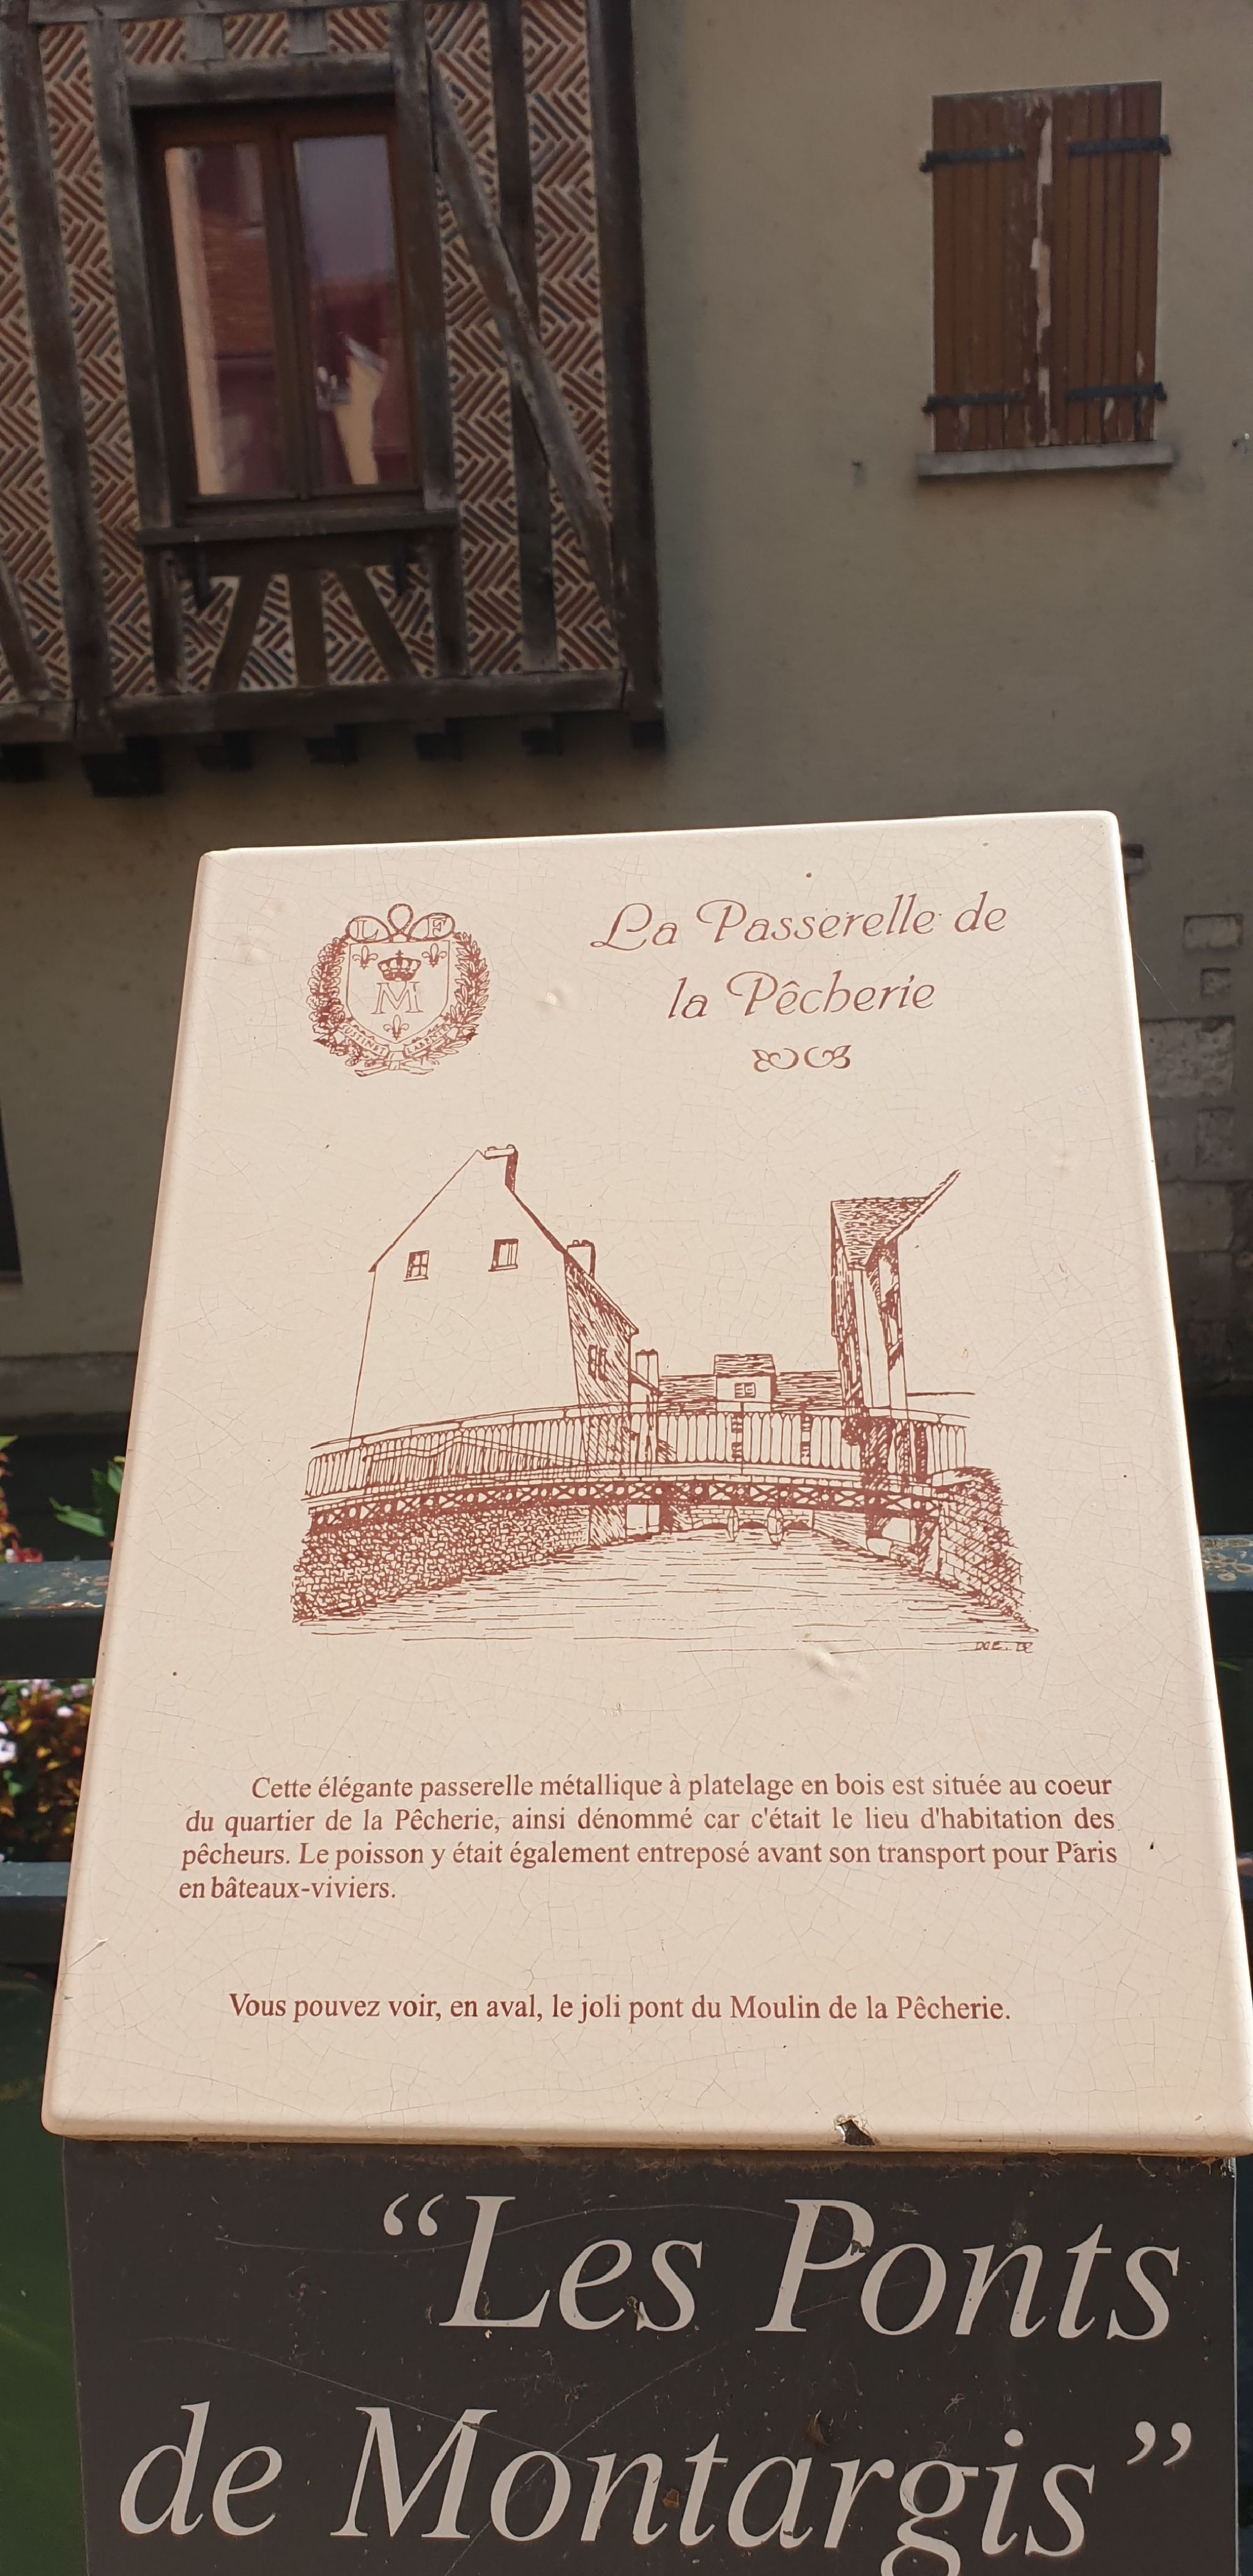 L F
M
SUSTINET LABENTEM
La Passerelle de
la Pêcherie
Cette élégante passerelle métallique à platelage en bois est située au coeur
du quartier de la Pêcherie, ainsi dénommé car c'était le lieu d'habitation des
pêcheurs. Le poisson y était également entreposé avant son transport pour Paris
en bâteaux-viviers.
Vous pouvez voir, en aval, le joli pont du Moulin de la Pêcherie.
“Les Ponts
de Montargis”